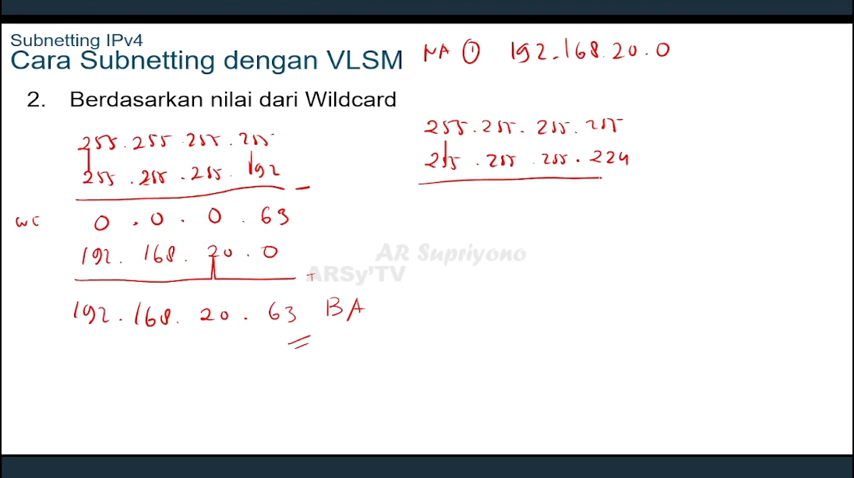 Subnetting IPv4
Cara Subnetting dengan VLSM
NA ① 192.168.20.0
2. Berdasarkan nilai dari Wildcard
255.255.255.255
255.255.255.192 -
WC 0.0.0.63
192.168.20.0 +
192.168.20.63 BA
255.255.255.255
255.255.255.224
AR Supriyono
ARSy'TV